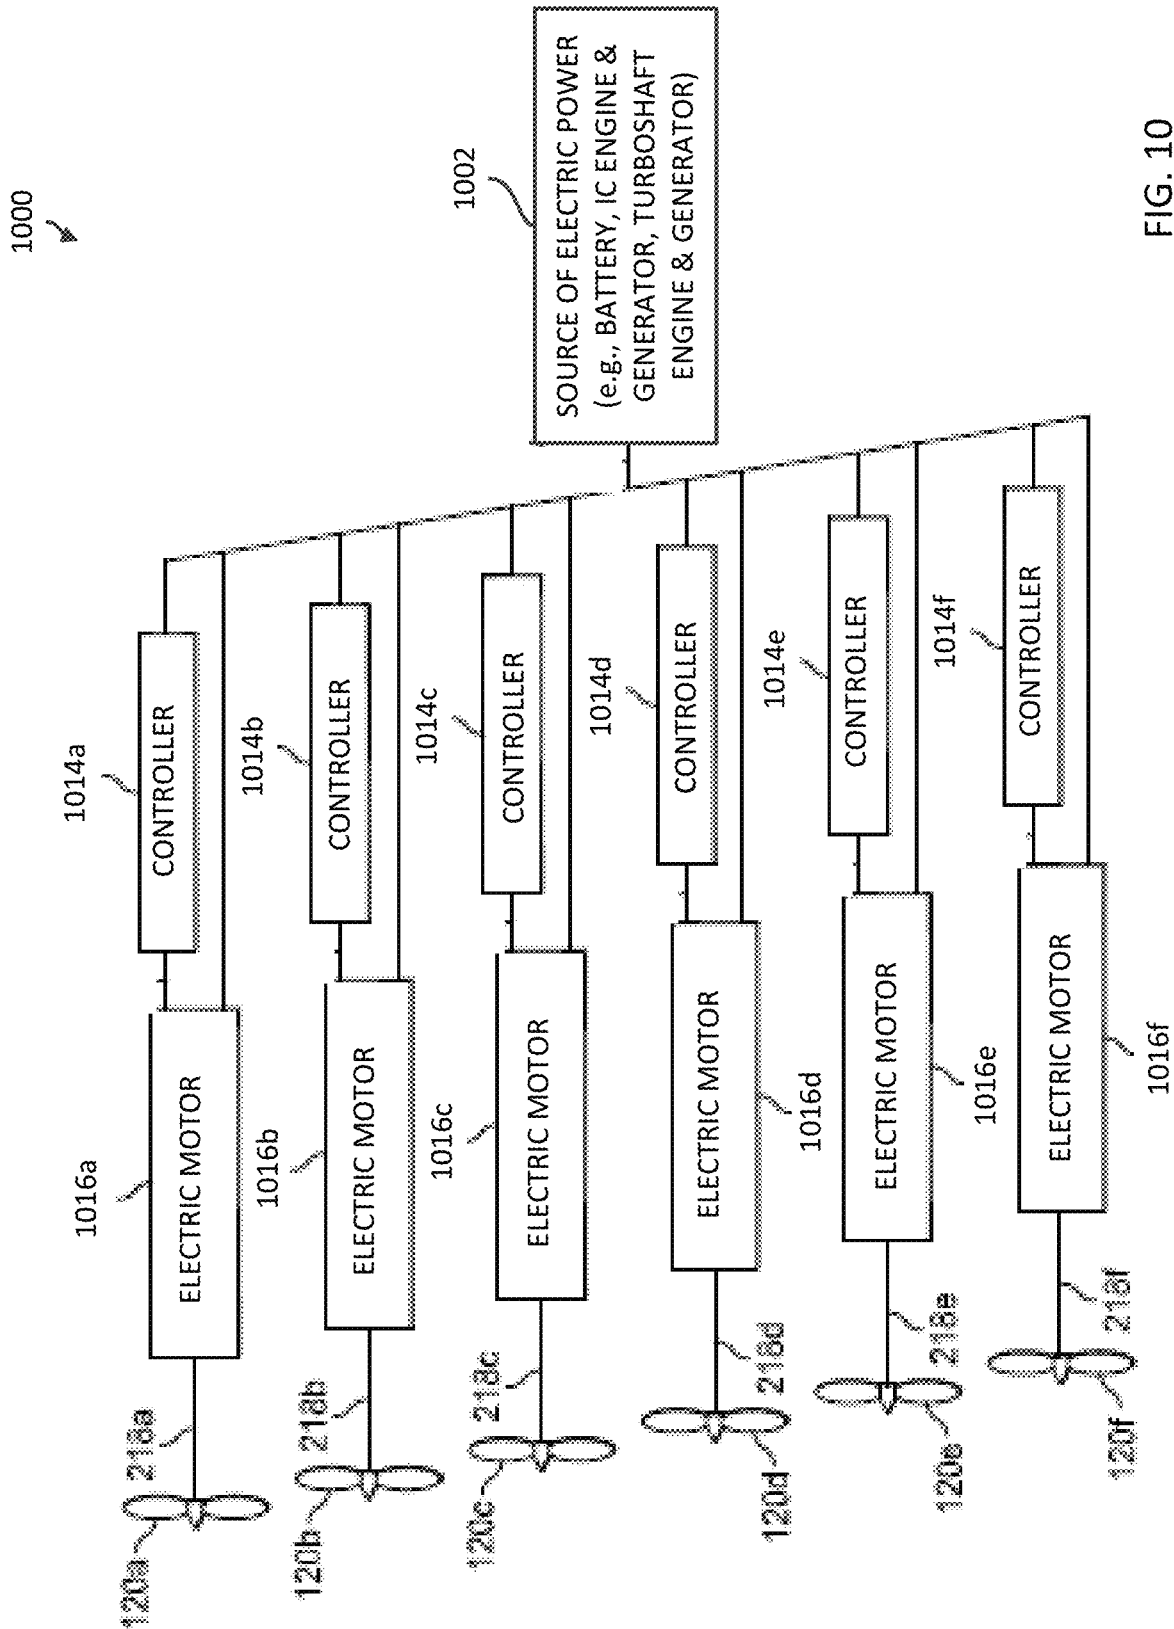 1000
1002
SOURCE OF ELECTRIC POWER
(e.g., BATTERY, IC ENGINE &
GENERATOR, TURBOSHAFT
ENGINE & GENERATOR)
1014a
CONTROLLER
1014b
CONTROLLER
1014c
CONTROLLER
1014d
CONTROLLER
1014e
CONTROLLER
1014f
CONTROLLER
1016a
ELECTRIC MOTOR
1016b
ELECTRIC MOTOR
1016c
ELECTRIC MOTOR
1016d
ELECTRIC MOTOR
1016e
ELECTRIC MOTOR
1016f
ELECTRIC MOTOR
218a
218b
218c
218d
218e
218f
120a
120b
120c
120d
120e
120f
FIG. 10